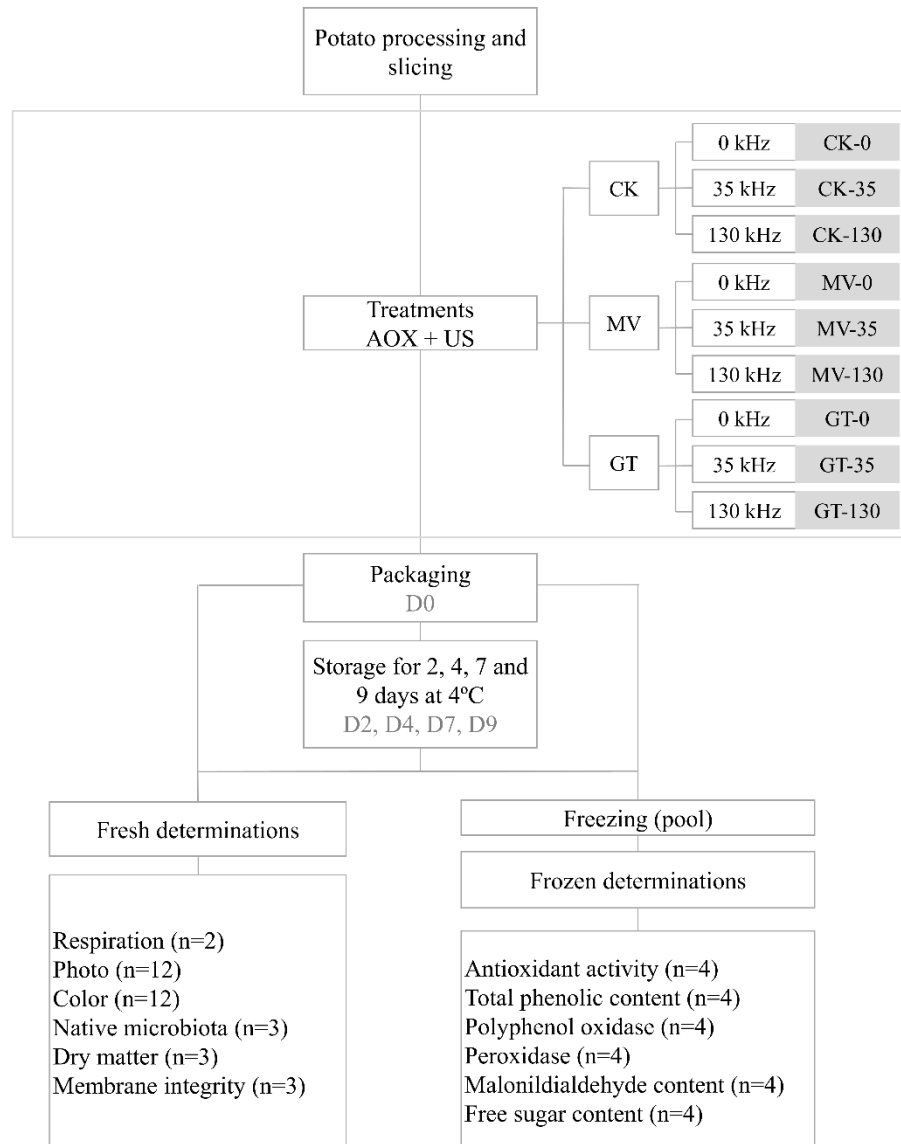 Potato processing and
slicing
CK
0 kHz CK-0
35 kHz CK-35
130 kHz CK-130
Treatments
AOX + US
MV
0 kHz MV-0
35 kHz MV-35
130 kHz MV-130
GT
0 kHz GT-0
35 kHz GT-35
130 kHz GT-130
Packaging
D0
Storage for 2, 4, 7 and
9 days at 4ºC
D2, D4, D7, D9
Fresh determinations
Respiration (n=2)
Photo (n=12)
Color (n=12)
Native microbiota (n=3)
Dry matter (n=3)
Membrane integrity (n=3)
Freezing (pool)
Frozen determinations
Antioxidant activity (n=4)
Total phenolic content (n=4)
Polyphenol oxidase (n=4)
Peroxidase (n=4)
Malonildialdehyde content (n=4)
Free sugar content (n=4)